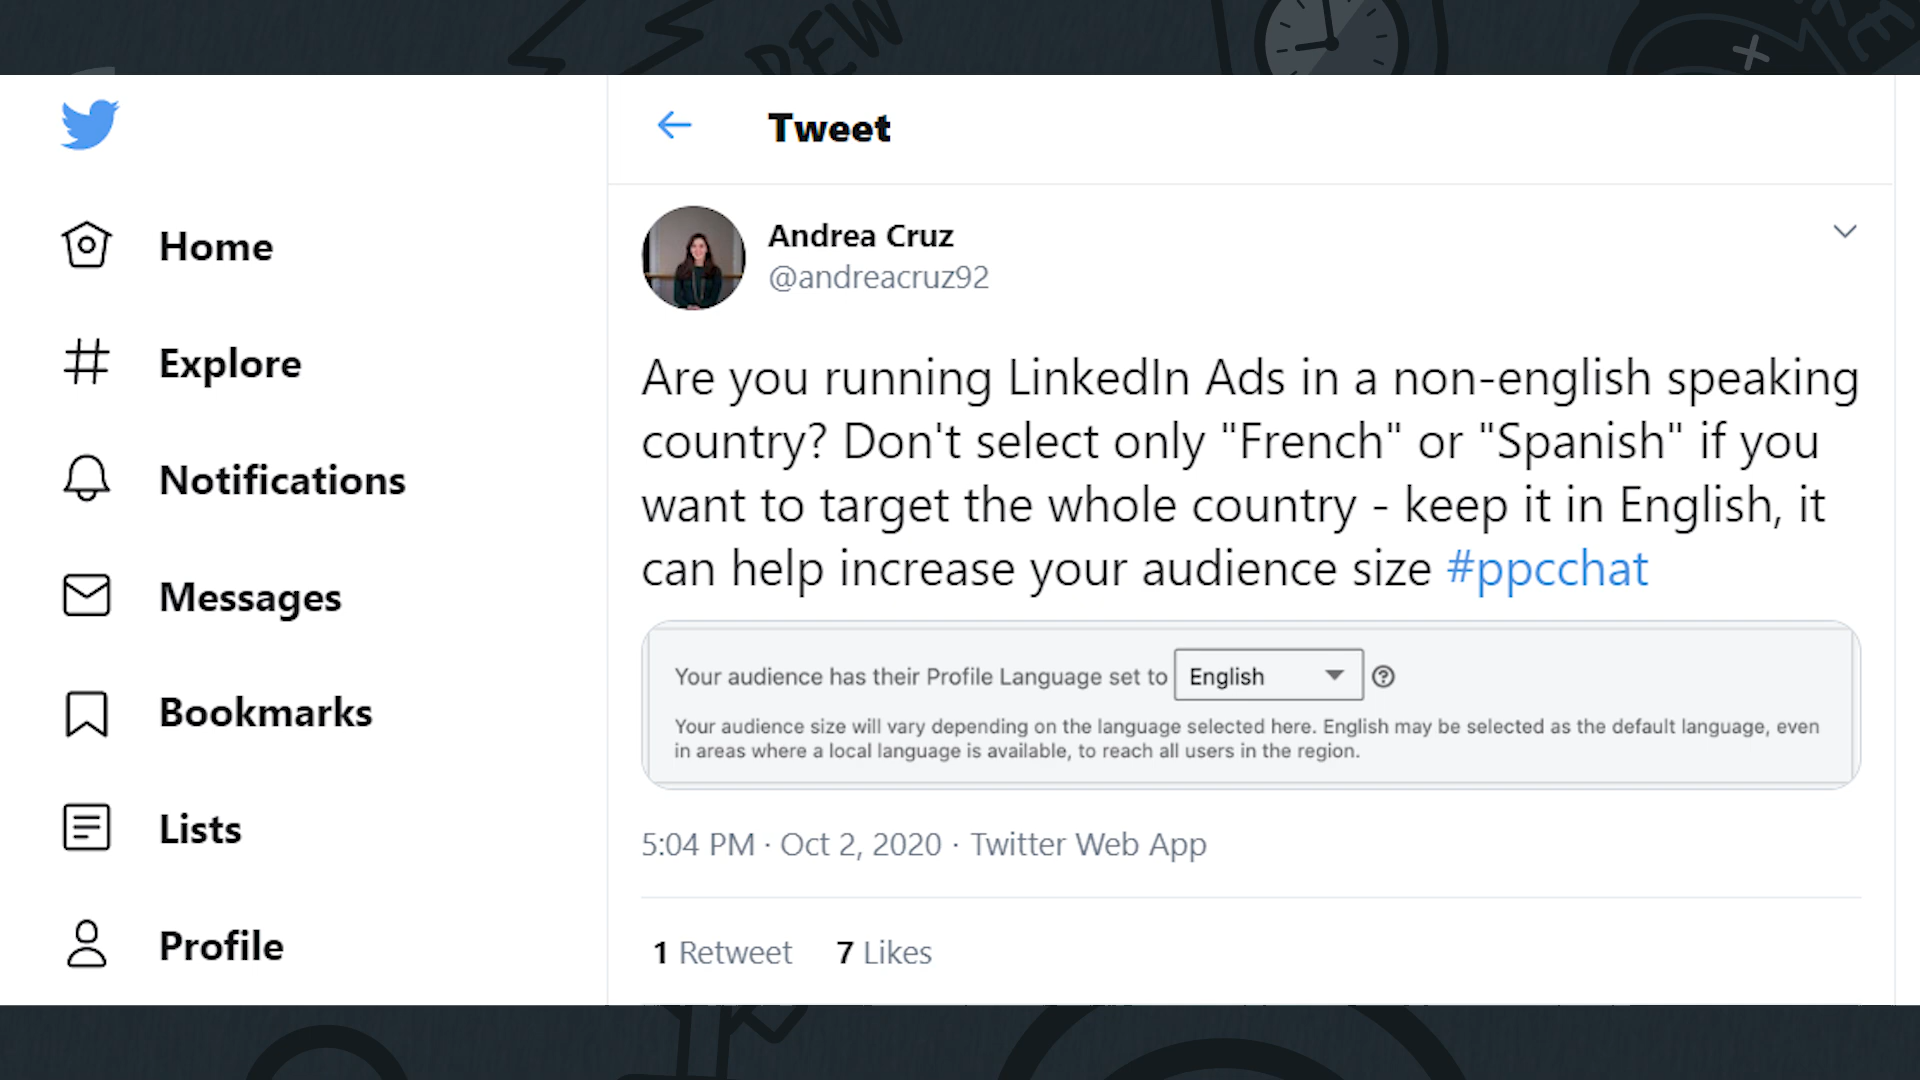 Home
Explore
Notifications
Messages
Bookmarks
Lists
Profile
Tweet
Andrea Cruz
@andreacruz92
Are you running LinkedIn Ads in a non-english speaking
country? Don't select only "French" or "Spanish" if you
want to target the whole country - keep it in English, it
can help increase your audience size #ppcchat
Your audience has their Profile Language set to English
Your audience size will vary depending on the language selected here. English may be selected as the default language, even
in areas where a local language is available, to reach all users in the region.
5:04 PM · Oct 2, 2020 · Twitter Web App
1 Retweet 7 Likes